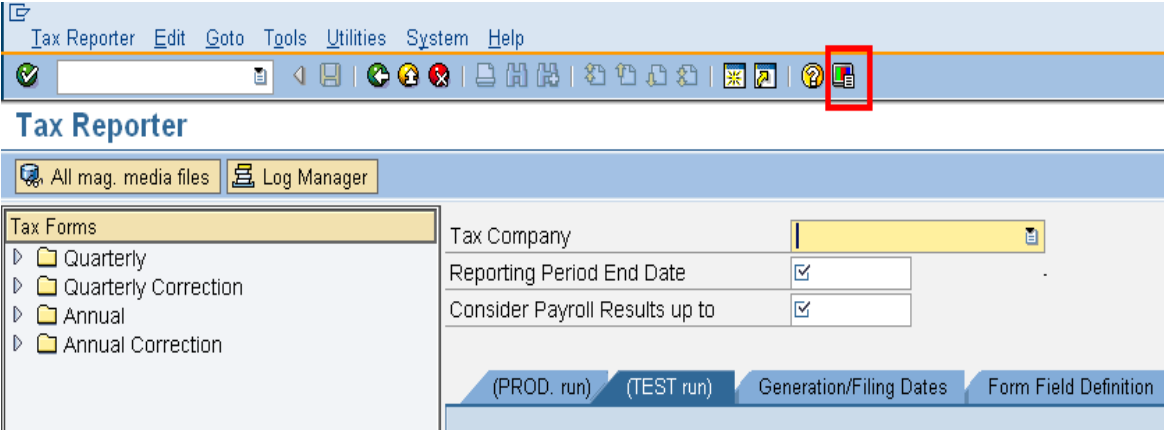 Tax Reporter Edit Goto Tools Utilities System Help
Tax Reporter
All mag. media files Log Manager
Tax Forms
Quarterly
Quarterly Correction
Annual
Annual Correction
Tax Company
Reporting Period End Date
Consider Payroll Results up to
(PROD. run) (TEST run) Generation/Filing Dates Form Field Definition